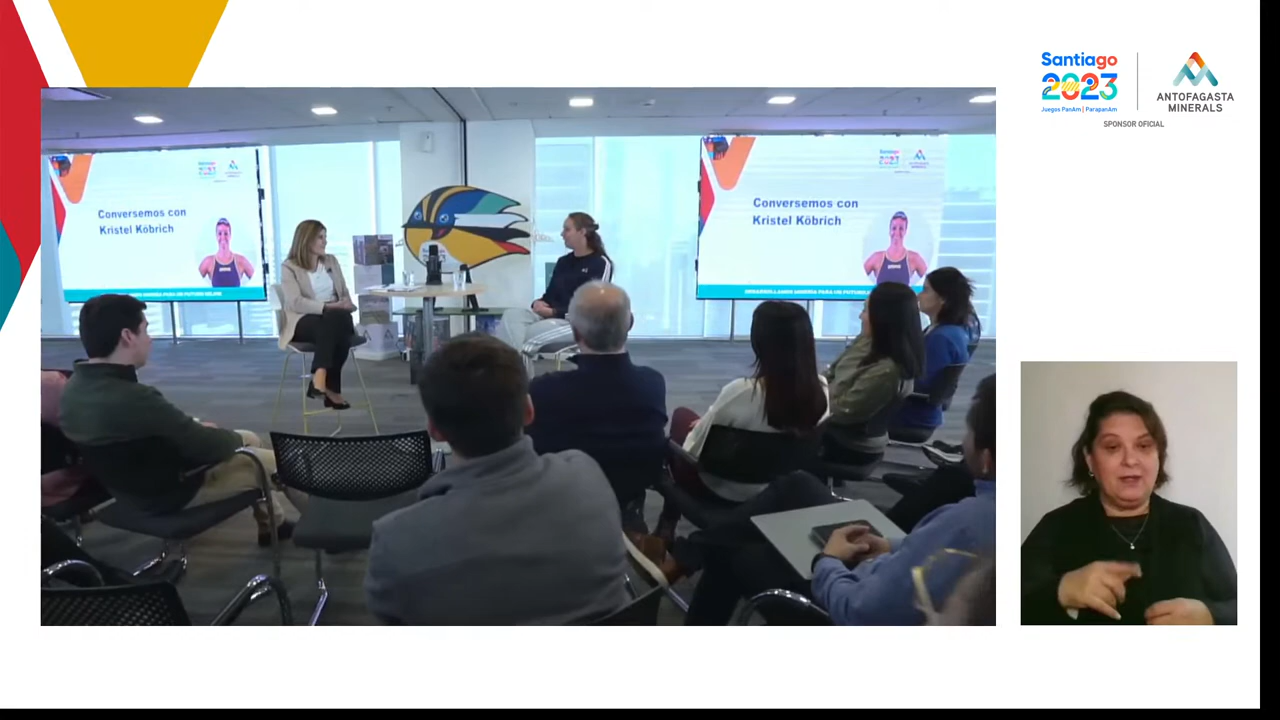 Santiago
2023
Juegos PanAm | ParapanAm
ANTOFAGASTA
MINERALS
SPONSOR OFICIAL
Conversemos con
Kristel Köbrich
Conversemos con
Kristel Köbrich